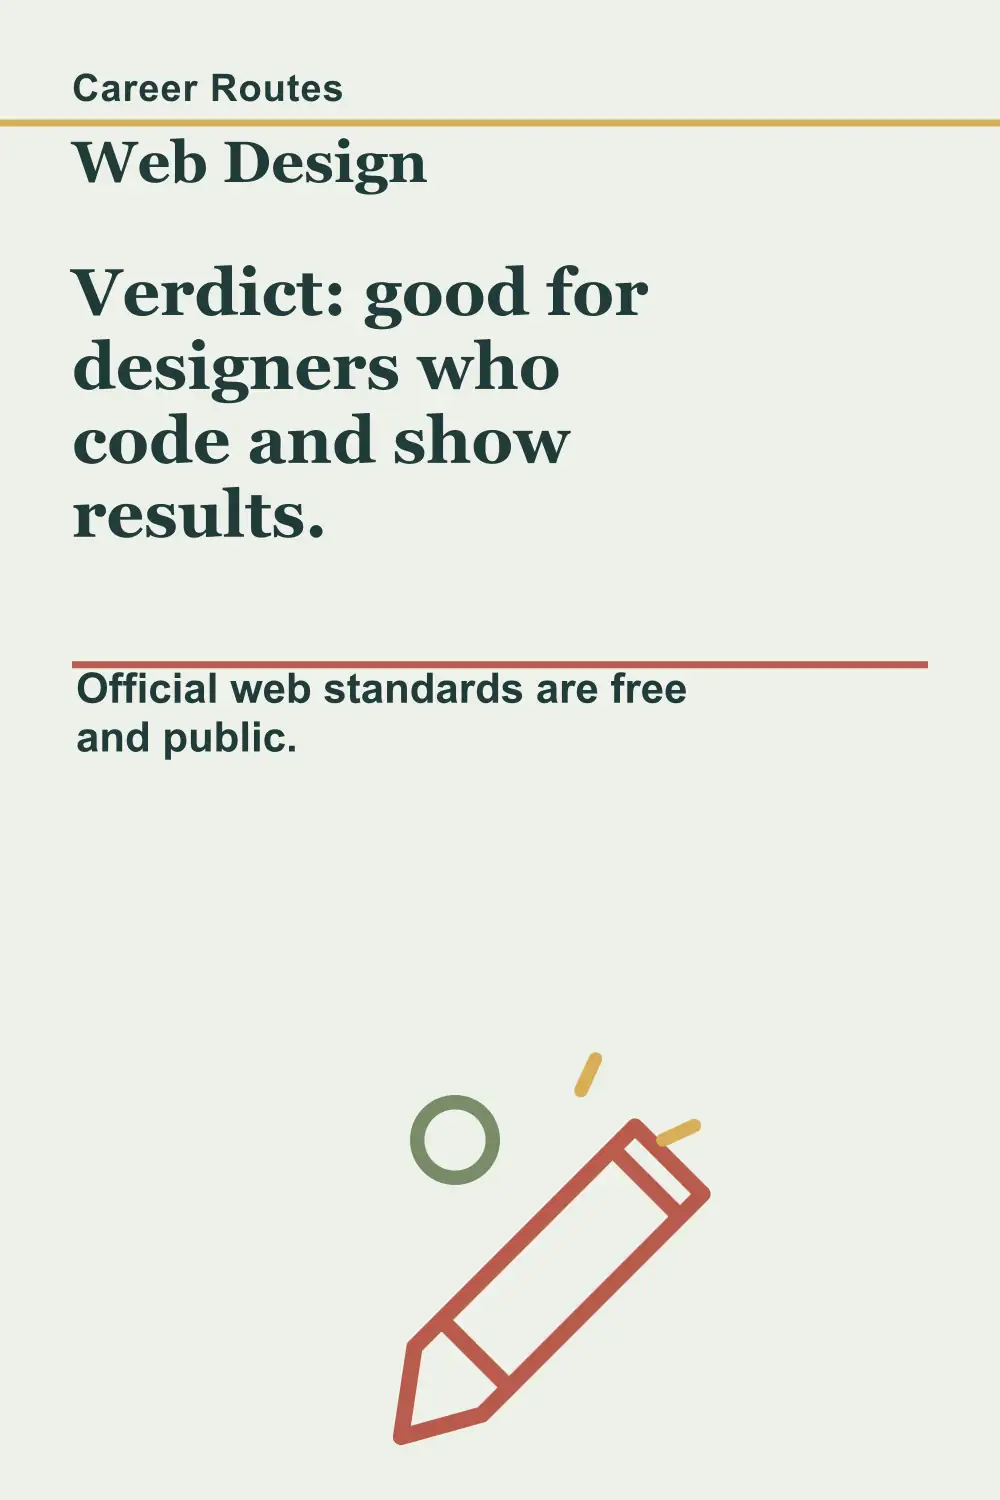 Career Routes
Web Design
Verdict: good for
designers who
code and show
results.
Official web standards are free
and public.